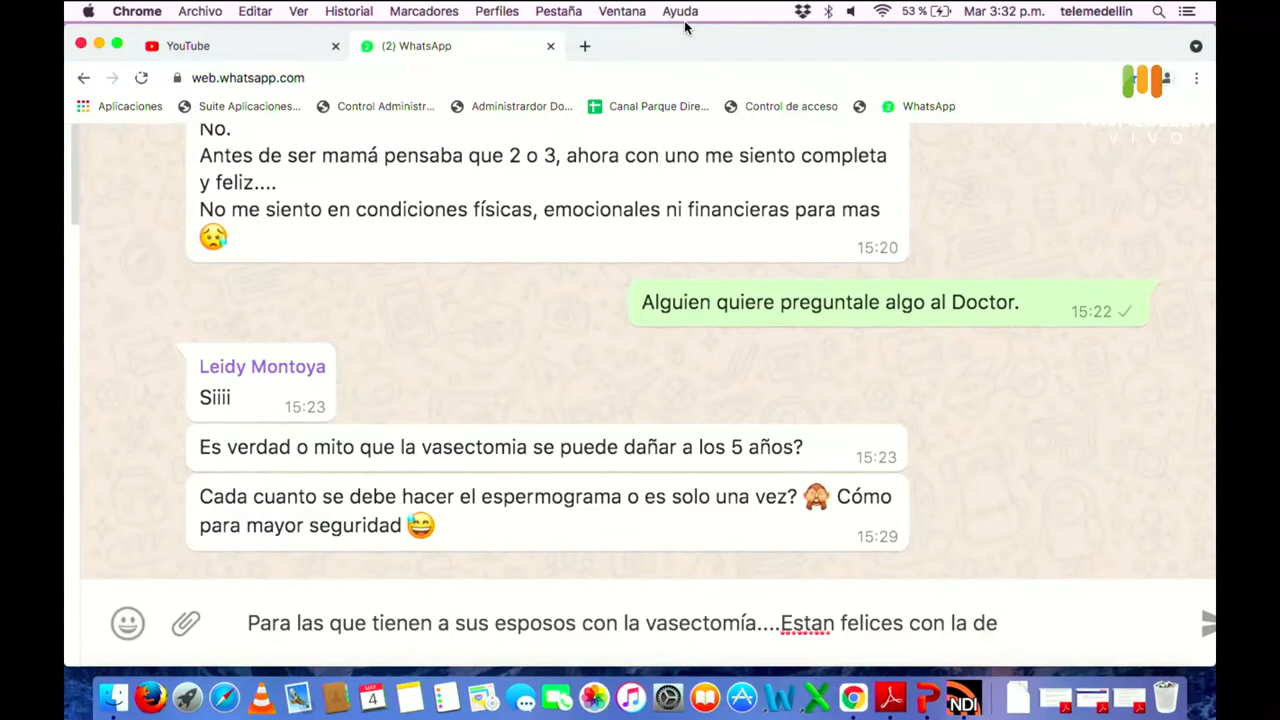 Chrome Archivo Editar Ver Historial Marcadores Perfiles Pestaña Ventana Ayuda 53 % Mar 3:32 p.m. telemedellin
YouTube (2) WhatsApp
web.whatsapp.com
Aplicaciones Suite Aplicaciones... Control Administr... Administrardor Do... Canal Parque Dire... Control de acceso WhatsApp
VIVO
No.
Antes de ser mamá pensaba que 2 o 3, ahora con uno me siento completa
y feliz....
No me siento en condiciones físicas, emocionales ni financieras para mas
😥
15:20
Alguien quiere preguntale algo al Doctor.
15:22
Leidy Montoya
Siiii
15:23
Es verdad o mito que la vasectomia se puede dañar a los 5 años?
15:23
Cada cuanto se debe hacer el espermograma o es solo una vez? 🙈 Cómo
para mayor seguridad 😅
15:29
Para las que tienen a sus esposos con la vasectomía....Estan felices con la de
MAY
4
NDI